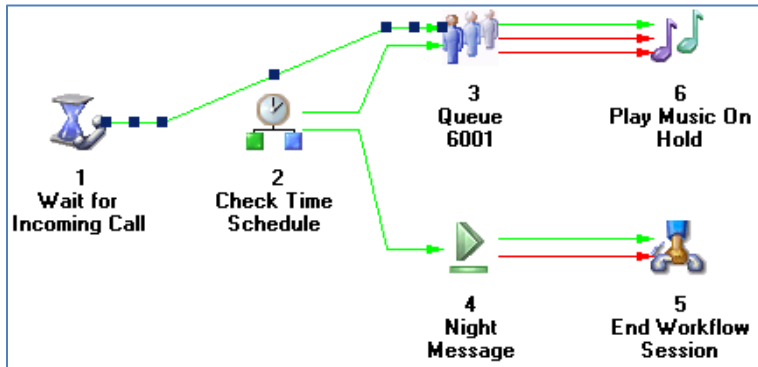 1
Wait for
Incoming Call
2
Check Time
Schedule
3
Queue
6001
6
Play Music On
Hold
4
Night
Message
5
End Workflow
Session